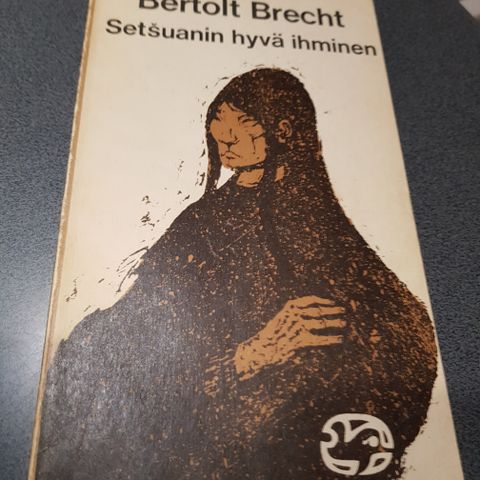 Bertolt Brecht
Setšuanin hyvä ihminen